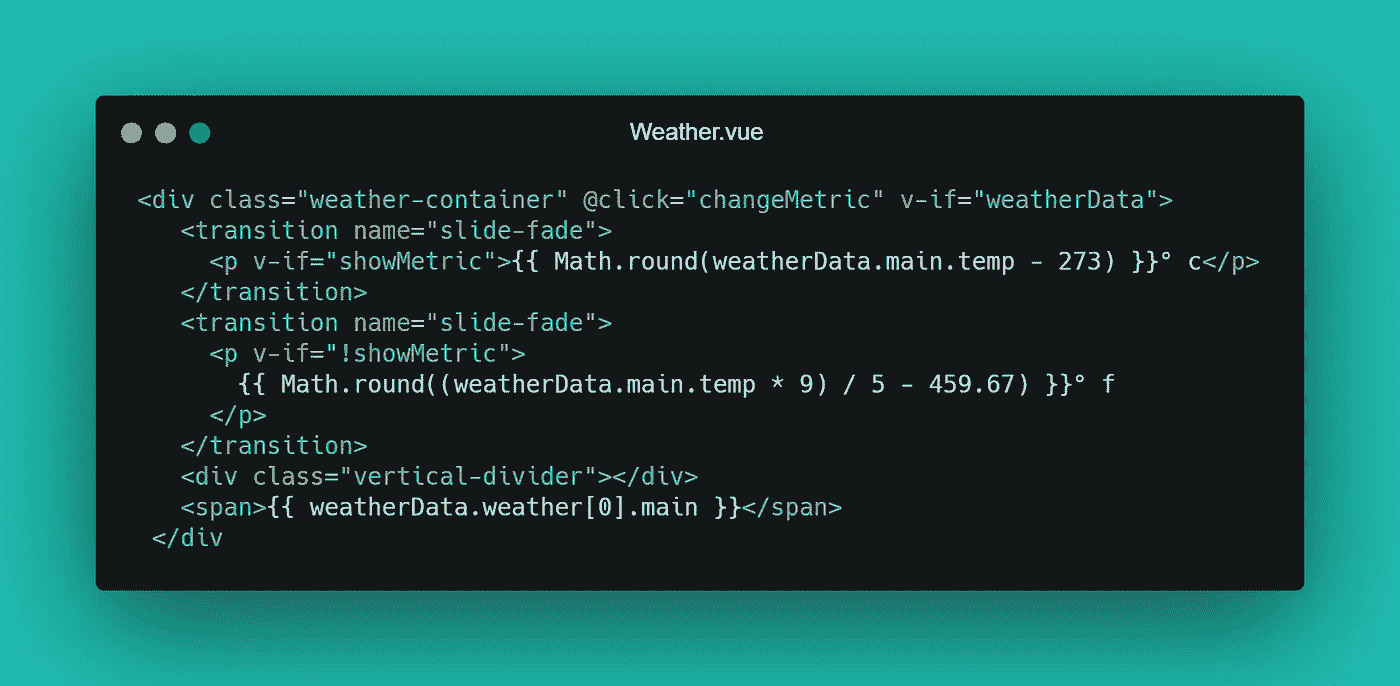 Weather.vue
<div class="weather-container" @click="changeMetric" v-if="weatherData">
   <transition name="slide-fade">
     <p v-if="showMetric">{{ Math.round(weatherData.main.temp - 273) }}° c</p>
   </transition>
   <transition name="slide-fade">
     <p v-if="!showMetric">
       {{ Math.round((weatherData.main.temp * 9) / 5 - 459.67) }}° f
     </p>
   </transition>
   <div class="vertical-divider"></div>
   <span>{{ weatherData.weather[0].main }}</span>
 </div